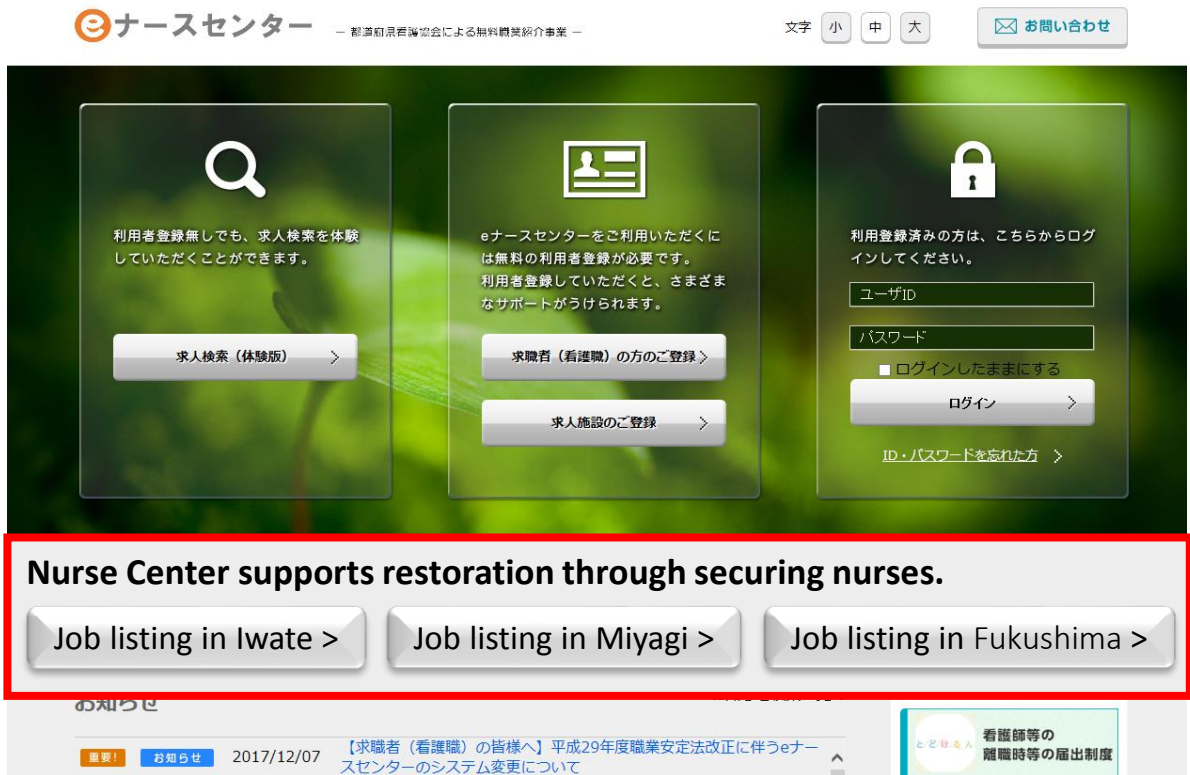 eナースセンター
― 都道府県看護協会による無料職業紹介事業 ―
文字 小 中 大
お問い合わせ
利用者登録無しでも、求人検索を体験
していただくことができます。
求人検索（体験版）
eナースセンターをご利用いただくに
は無料の利用者登録が必要です。
利用者登録していただくと、さまざま
なサポートがうけられます。
求職者（看護職）の方のご登録
求人施設のご登録
利用登録済みの方は、こちらからログ
インしてください。
ユーザID
パスワード
ログインしたままにする
ログイン
ID・パスワードを忘れた方
Nurse Center supports restoration through securing nurses.
Job listing in Iwate >
Job listing in Miyagi >
Job listing in Fukushima >
お知らせ
重要! お知らせ 2017/12/07 【求職者（看護職）の皆様へ】平成29年度職業安定法改正に伴うeナー
スセンターのシステム変更について
とどけるん
看護師等の
離職時等の届出制度